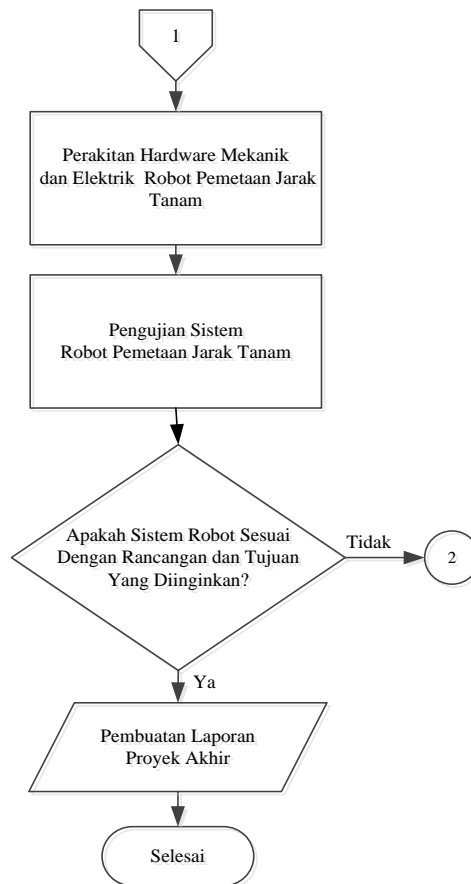 1
Perakitan Hardware Mekanik
dan Elektrik Robot Pemetaan Jarak
Tanam
Pengujian Sistem
Robot Pemetaan Jarak Tanam
Apakah Sistem Robot Sesuai
Dengan Rancangan dan Tujuan
Yang Diinginkan?
Tidak
2
Ya
Pembuatan Laporan
Proyek Akhir
Selesai